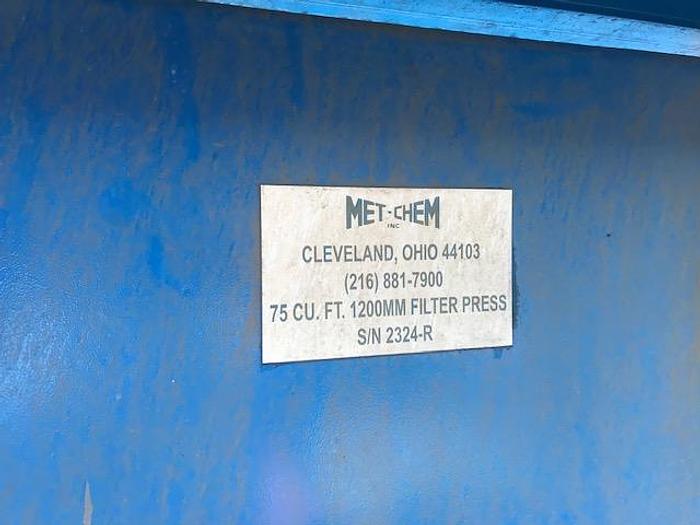 MET-CHEM
INC
CLEVELAND, OHIO 44103
(216) 881-7900
75 CU. FT. 1200MM FILTER PRESS
S/N 2324-R